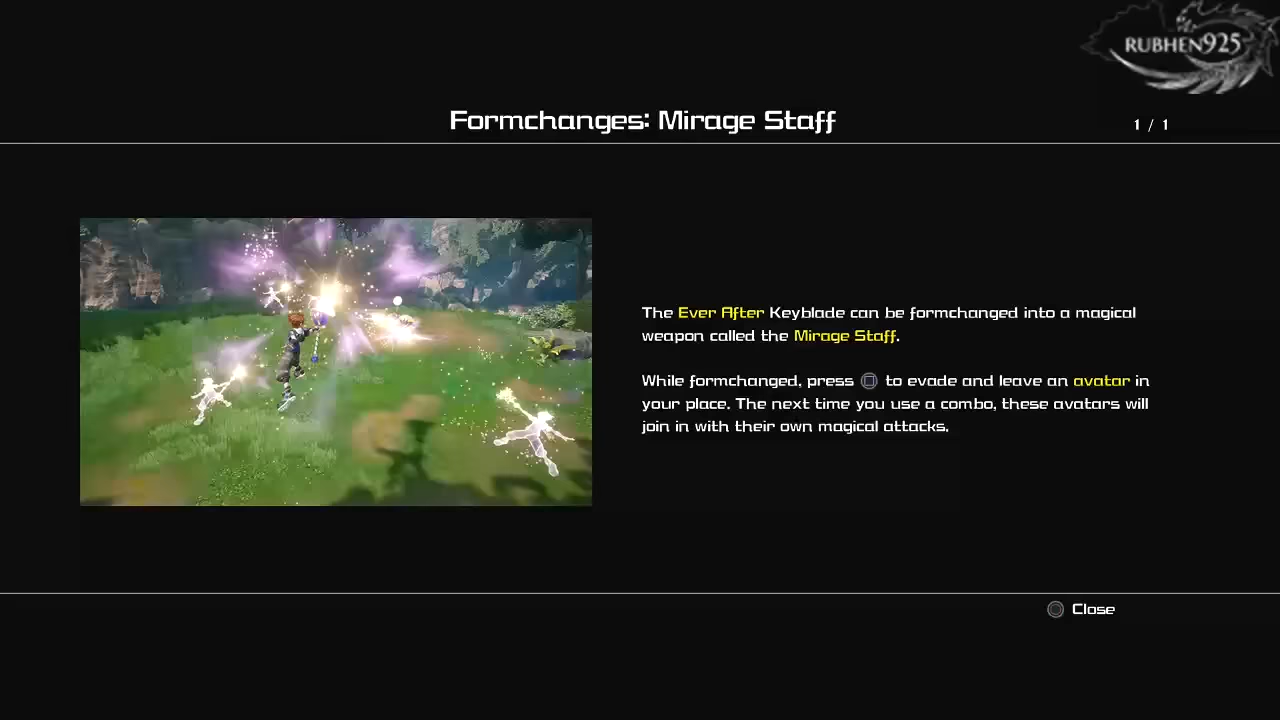 RUBHEN925
Formchanges: Mirage Staff
1 / 1
The Ever After Keyblade can be formchanged into a magical
weapon called the Mirage Staff.
While formchanged, press to evade and leave an avatar in
your place. The next time you use a combo, these avatars will
join in with their own magical attacks.
Close